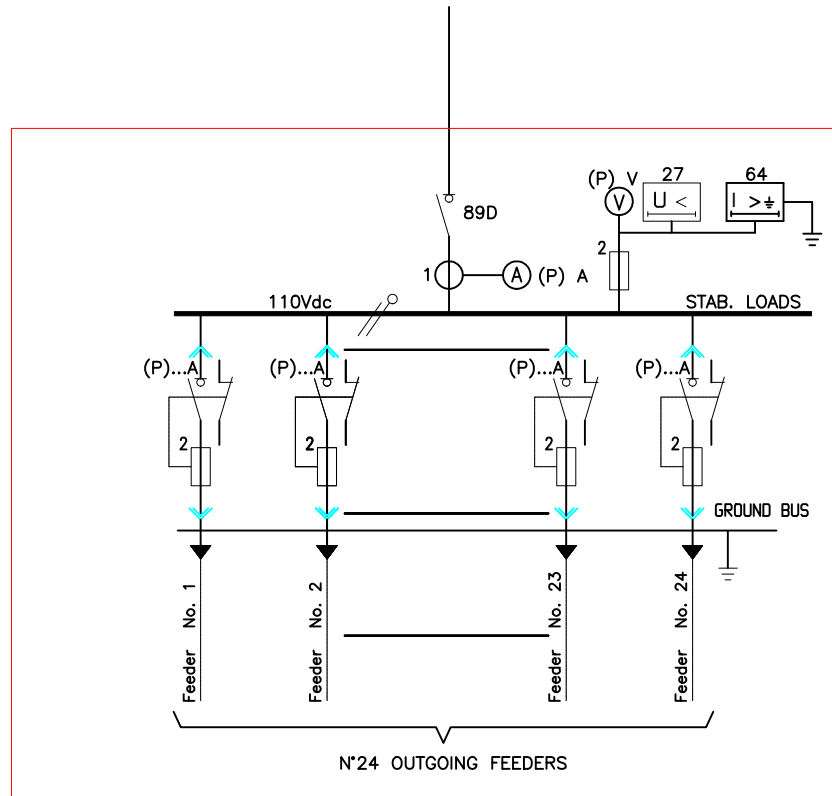 (P) V
27
64
V
U <
I >
89D
2
1
A
(P) A
110Vdc
STAB. LOADS
(P)...A
(P)...A
(P)...A
(P)...A
2
2
2
2
GROUND BUS
Feeder No. 1
Feeder No. 2
Feeder No. 23
Feeder No. 24
N°24 OUTGOING FEEDERS